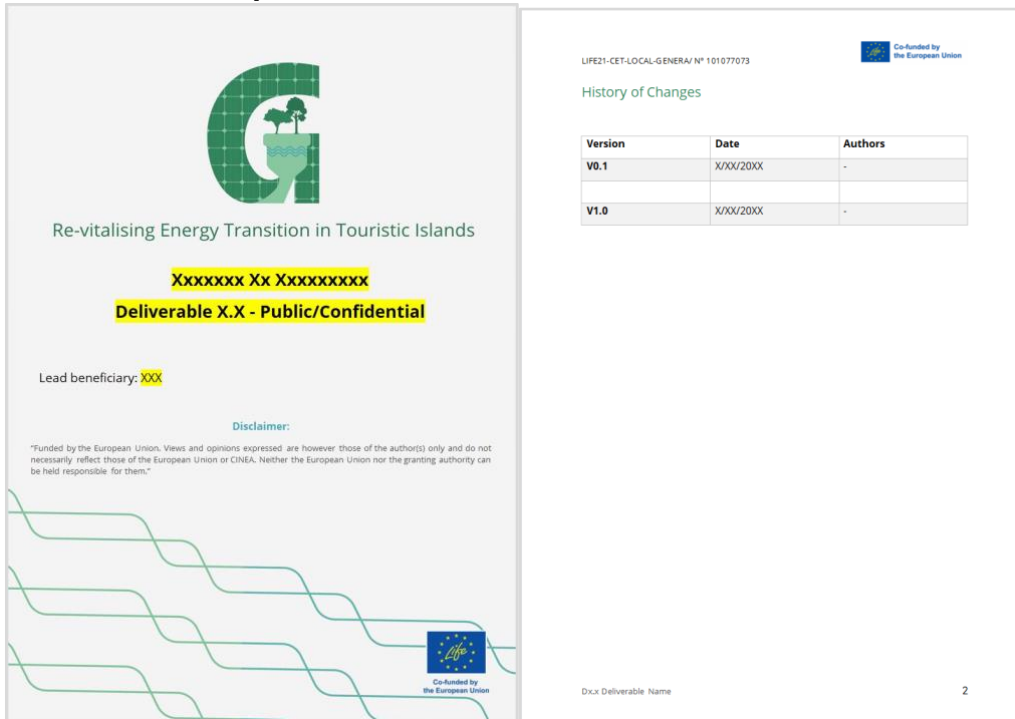 Re-vitalising Energy Transition in Touristic Islands
Xxxxxxx Xx Xxxxxxxxx
Deliverable X.X - Public/Confidential
Lead beneficiary: XXX
Disclaimer:
"Funded by the European Union. Views and opinions expressed are however those of the author(s) only and do not
necessarily reflect those of the European Union or CINEA. Neither the European Union nor the granting authority can
be held responsible for them."
Life
Co-funded by
the European Union
LIFE21-CET-LOCAL-GENERA/ Nº 101077073
Co-funded by
the European Union
History of Changes
Version Date Authors
V0.1 X/XX/20XX -
V1.0 X/XX/20XX -
Dx.x Deliverable Name 2